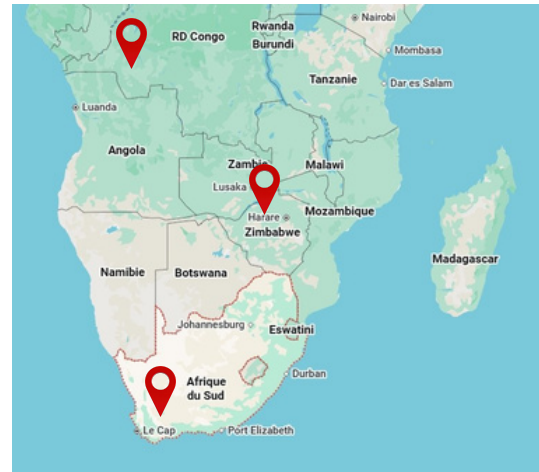 Nairobi
Rwanda
RD Congo
Burundi
Mombasa
Tanzanie
Dar es Salam
Luanda
Angola
Zambie
Malawi
Lusaka
Harare
Mozambique
Zimbabwe
Madagascar
Namibie
Botswana
Johannesburg
Eswatini
Durban
Afrique
du Sud
Le Cap
Port Elizabeth